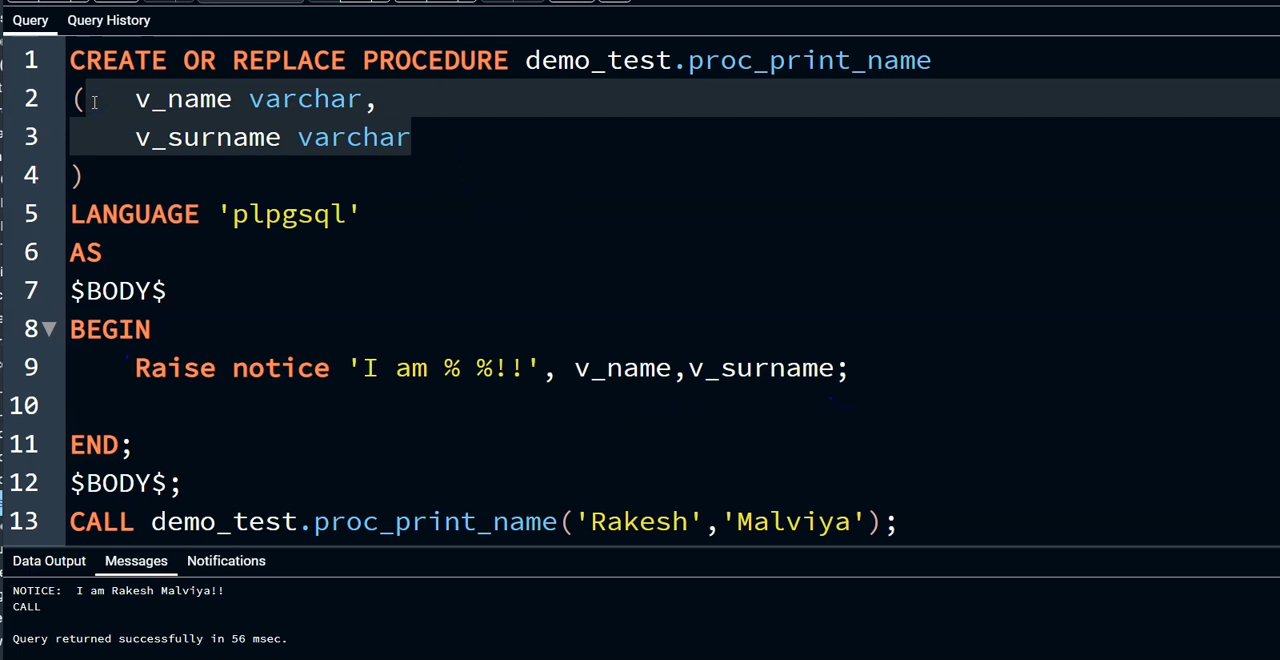 Query Query History
1 CREATE OR REPLACE PROCEDURE demo_test.proc_print_name
2 ( v_name varchar,
3 v_surname varchar
4 )
5 LANGUAGE 'plpgsql'
6 AS
7 $BODY$
8 BEGIN
9 Raise notice 'I am % %!!', v_name,v_surname;
10
11 END;
12 $BODY$;
13 CALL demo_test.proc_print_name('Rakesh','Malviya');
Data Output Messages Notifications
NOTICE: I am Rakesh Malviya!!
CALL
Query returned successfully in 56 msec.